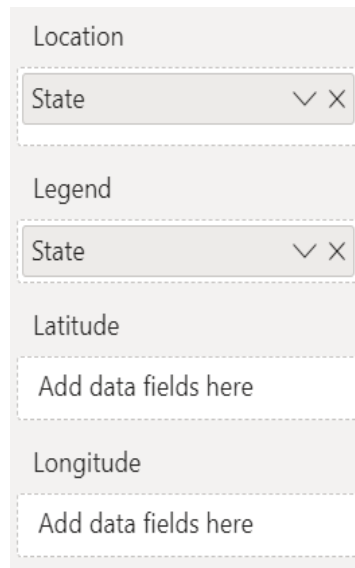 Location
State
Legend
State
Latitude
Add data fields here
Longitude
Add data fields here